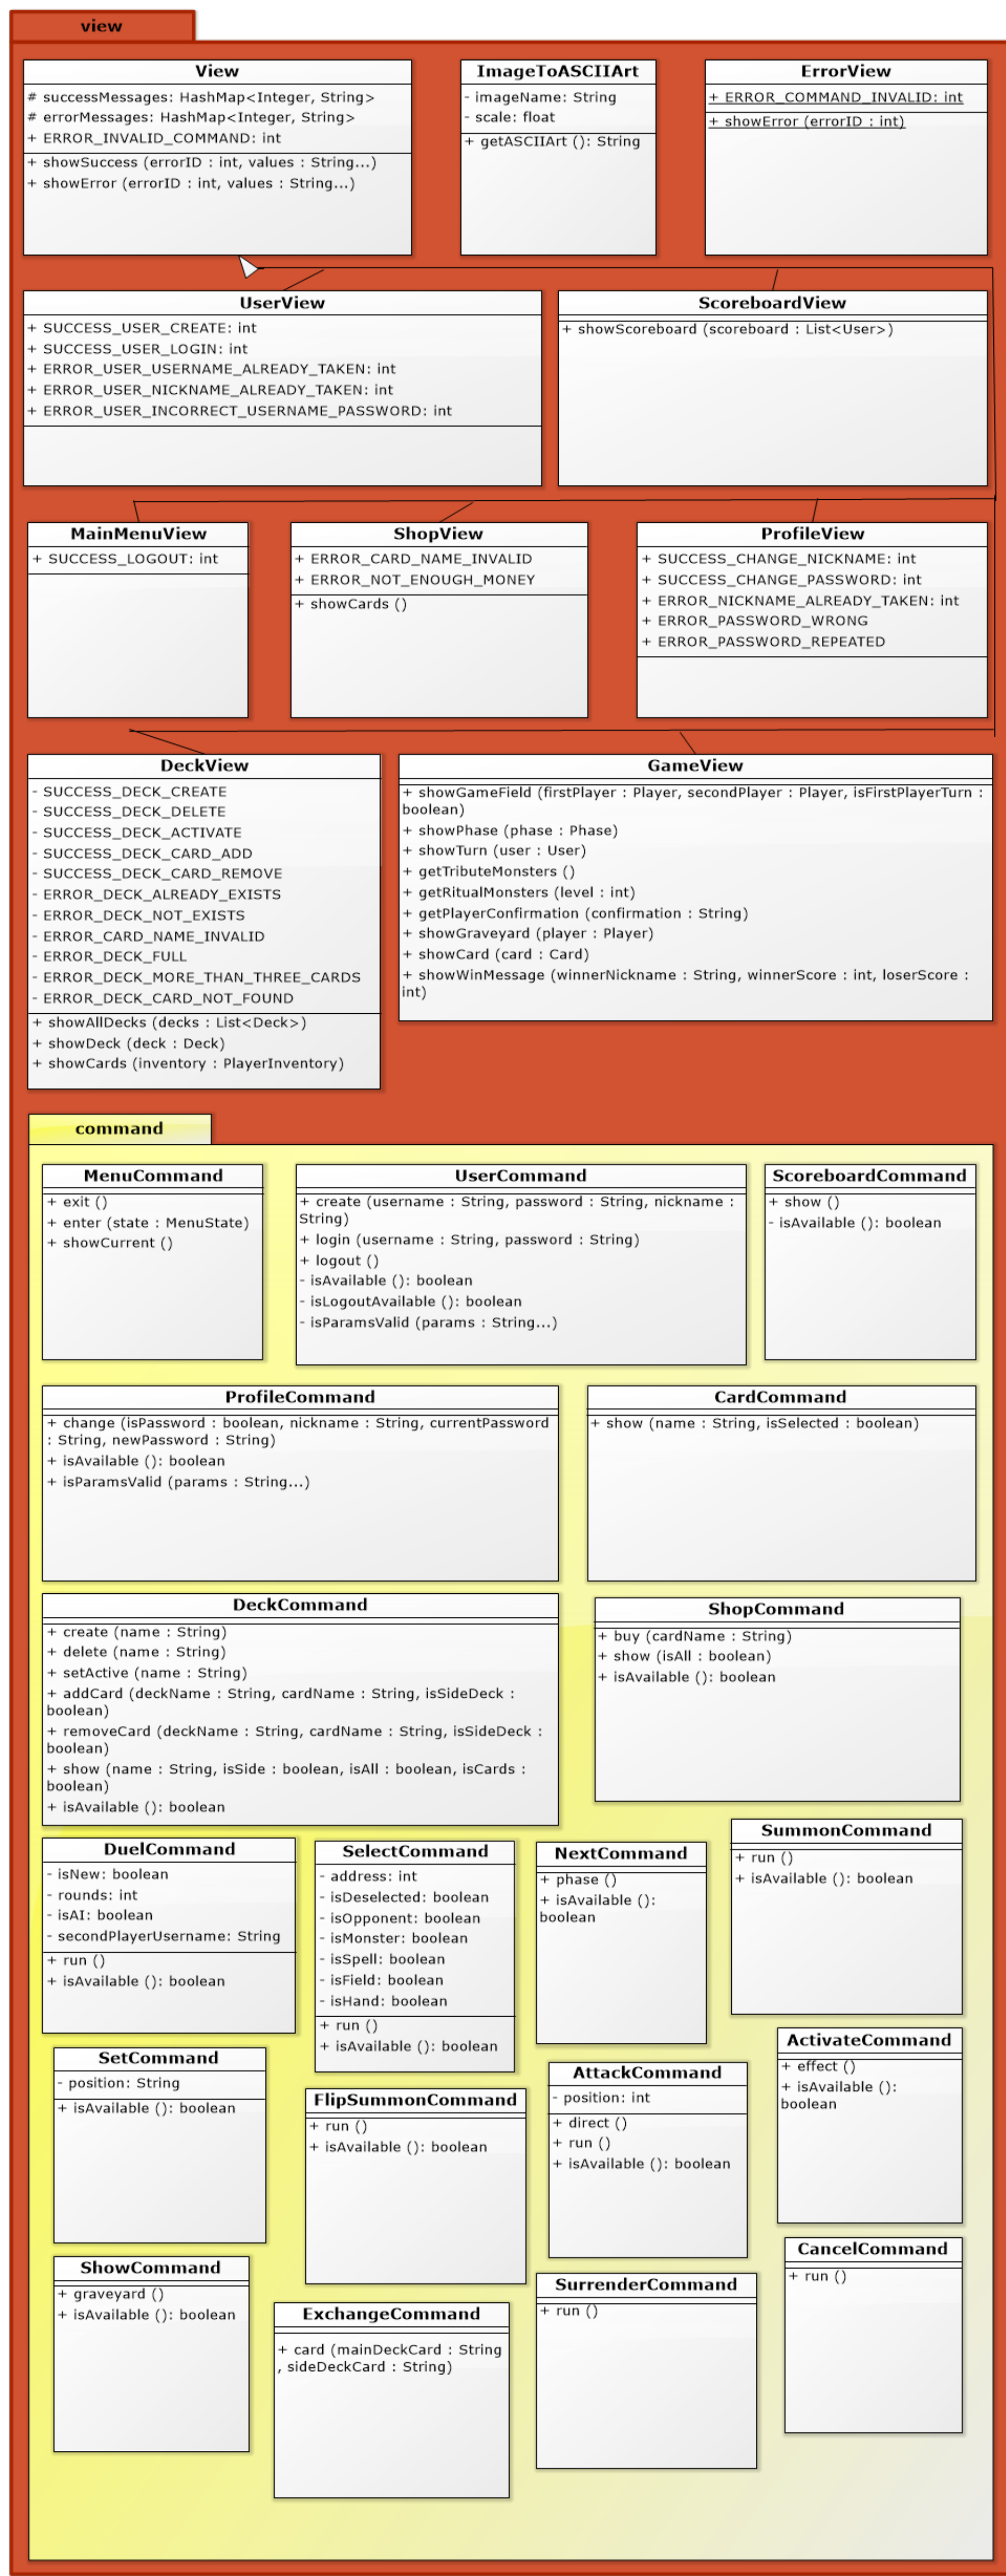 view
View
# successMessages: HashMap<Integer, String>
# errorMessages: HashMap<Integer, String>
+ ERROR_INVALID_COMMAND: int
+ showSuccess (errorID : int, values : String...)
+ showError (errorID : int, values : String...)
ImageToASCIIArt
- imageName: String
- scale: float
+ getASCIIArt (): String
ErrorView
+ ERROR_COMMAND_INVALID: int
+ showError (errorID : int)
UserView
+ SUCCESS_USER_CREATE: int
+ SUCCESS_USER_LOGIN: int
+ ERROR_USER_USERNAME_ALREADY_TAKEN: int
+ ERROR_USER_NICKNAME_ALREADY_TAKEN: int
+ ERROR_USER_INCORRECT_USERNAME_PASSWORD: int
ScoreboardView
+ showScoreboard (scoreboard : List<User>)
MainMenuView
+ SUCCESS_LOGOUT: int
ShopView
+ ERROR_CARD_NAME_INVALID
+ ERROR_NOT_ENOUGH_MONEY
+ showCards ()
ProfileView
+ SUCCESS_CHANGE_NICKNAME: int
+ SUCCESS_CHANGE_PASSWORD: int
+ ERROR_NICKNAME_ALREADY_TAKEN: int
+ ERROR_PASSWORD_WRONG
+ ERROR_PASSWORD_REPEATED
DeckView
- SUCCESS_DECK_CREATE
- SUCCESS_DECK_DELETE
- SUCCESS_DECK_ACTIVATE
- SUCCESS_DECK_CARD_ADD
- SUCCESS_DECK_CARD_REMOVE
- ERROR_DECK_ALREADY_EXISTS
- ERROR_DECK_NOT_EXISTS
- ERROR_CARD_NAME_INVALID
- ERROR_DECK_FULL
- ERROR_DECK_MORE_THAN_THREE_CARDS
- ERROR_DECK_CARD_NOT_FOUND
+ showAllDecks (decks : List<Deck>)
+ showDeck (deck : Deck)
+ showCards (inventory : PlayerInventory)
GameView
+ showGameField (firstPlayer : Player, secondPlayer : Player, isFirstPlayerTurn :
boolean)
+ showPhase (phase : Phase)
+ showTurn (user : User)
+ getTributeMonsters ()
+ getRitualMonsters (level : int)
+ getPlayerConfirmation (confirmation : String)
+ showGraveyard (player : Player)
+ showCard (card : Card)
+ showWinMessage (winnerNickname : String, winnerScore : int, loserScore :
int)
command
MenuCommand
+ exit ()
+ enter (state : MenuState)
+ showCurrent ()
UserCommand
+ create (username : String, password : String, nickname :
String)
+ login (username : String, password : String)
+ logout ()
- isAvailable (): boolean
- isLogoutAvailable (): boolean
- isParamsValid (params : String...)
ScoreboardCommand
+ show ()
- isAvailable (): boolean
ProfileCommand
+ change (isPassword : boolean, nickname : String, currentPassword
: String, newPassword : String)
+ isAvailable (): boolean
+ isParamsValid (params : String...)
CardCommand
+ show (name : String, isSelected : boolean)
DeckCommand
+ create (name : String)
+ delete (name : String)
+ setActive (name : String)
+ addCard (deckName : String, cardName : String, isSideDeck :
boolean)
+ removeCard (deckName : String, cardName : String, isSideDeck :
boolean)
+ show (name : String, isSide : boolean, isAll : boolean, isCards :
boolean)
+ isAvailable (): boolean
ShopCommand
+ buy (cardName : String)
+ show (isAll : boolean)
+ isAvailable (): boolean
DuelCommand
- isNew: boolean
- rounds: int
- isAI: boolean
- secondPlayerUsername: String
+ run ()
+ isAvailable (): boolean
SelectCommand
- address: int
- isDeselected: boolean
- isOpponent: boolean
- isMonster: boolean
- isSpell: boolean
- isField: boolean
- isHand: boolean
+ run ()
+ isAvailable (): boolean
NextCommand
+ phase ()
+ isAvailable ():
boolean
SummonCommand
+ run ()
+ isAvailable (): boolean
SetCommand
- position: String
+ isAvailable (): boolean
FlipSummonCommand
+ run ()
+ isAvailable (): boolean
AttackCommand
- position: int
+ direct ()
+ run ()
+ isAvailable (): boolean
ActivateCommand
+ effect ()
+ isAvailable ():
boolean
ShowCommand
+ graveyard ()
+ isAvailable (): boolean
ExchangeCommand
+ card (mainDeckCard : String
, sideDeckCard : String)
SurrenderCommand
+ run ()
CancelCommand
+ run ()